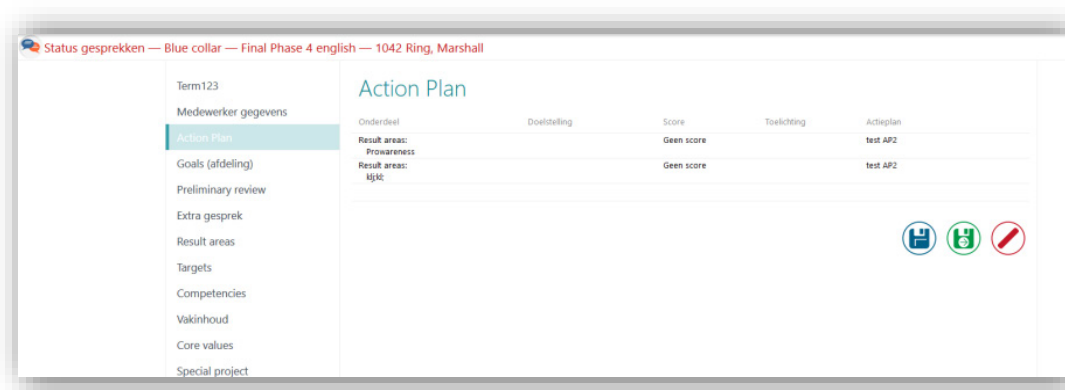 Status gesprekken — Blue collar — Final Phase 4 english — 1042 Ring, Marshall
Term123
Medewerker gegevens
Action Plan
Goals (afdeling)
Preliminary review
Extra gesprek
Result areas
Targets
Competencies
Vakinhoud
Core values
Special project
Action Plan
Onderdeel Doelstelling Score Toelichting Actieplan
Result areas: Geen score test AP2
Prowareness
Result areas: Geen score test AP2
klj;kl;